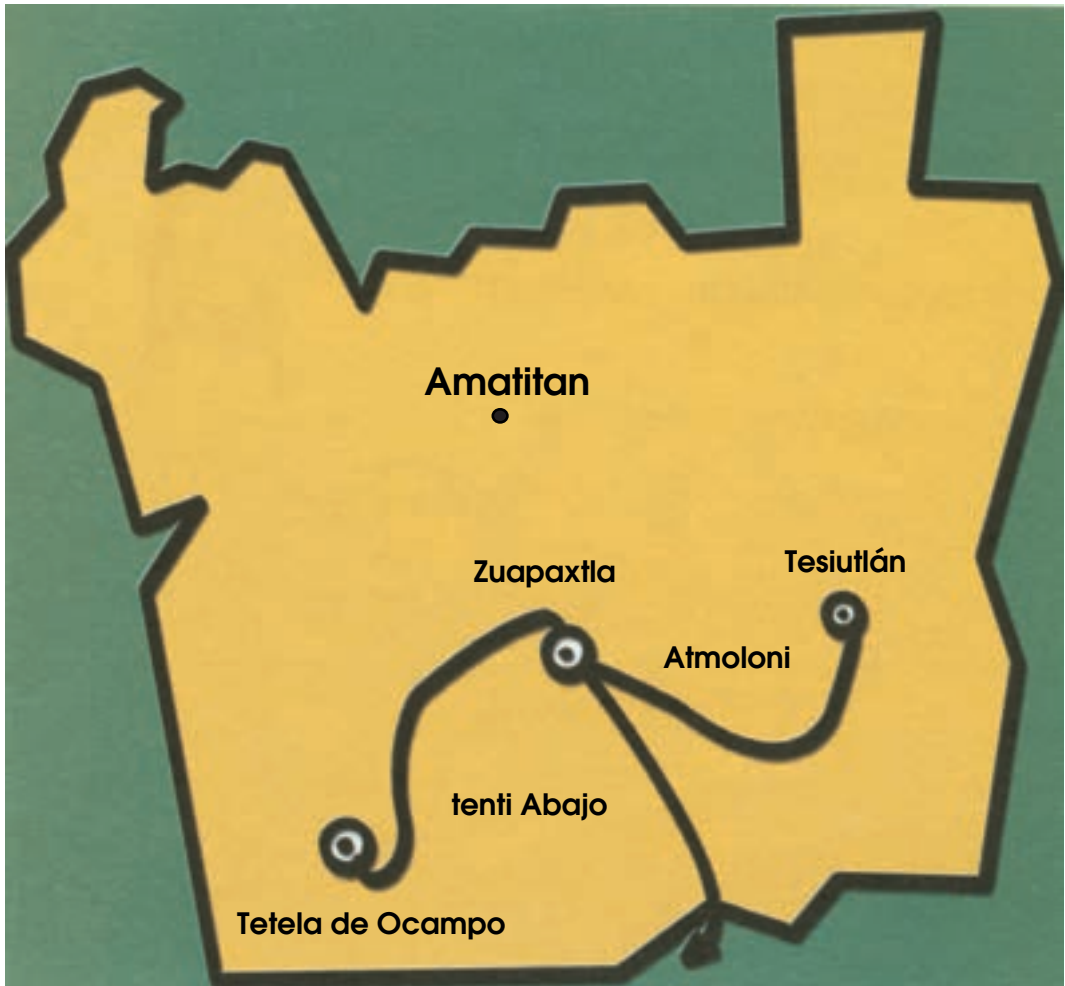 Amatitan
Zuapaxtla
Tesiutlán
Atmoloni
tenti Abajo
Tetela de Ocampo